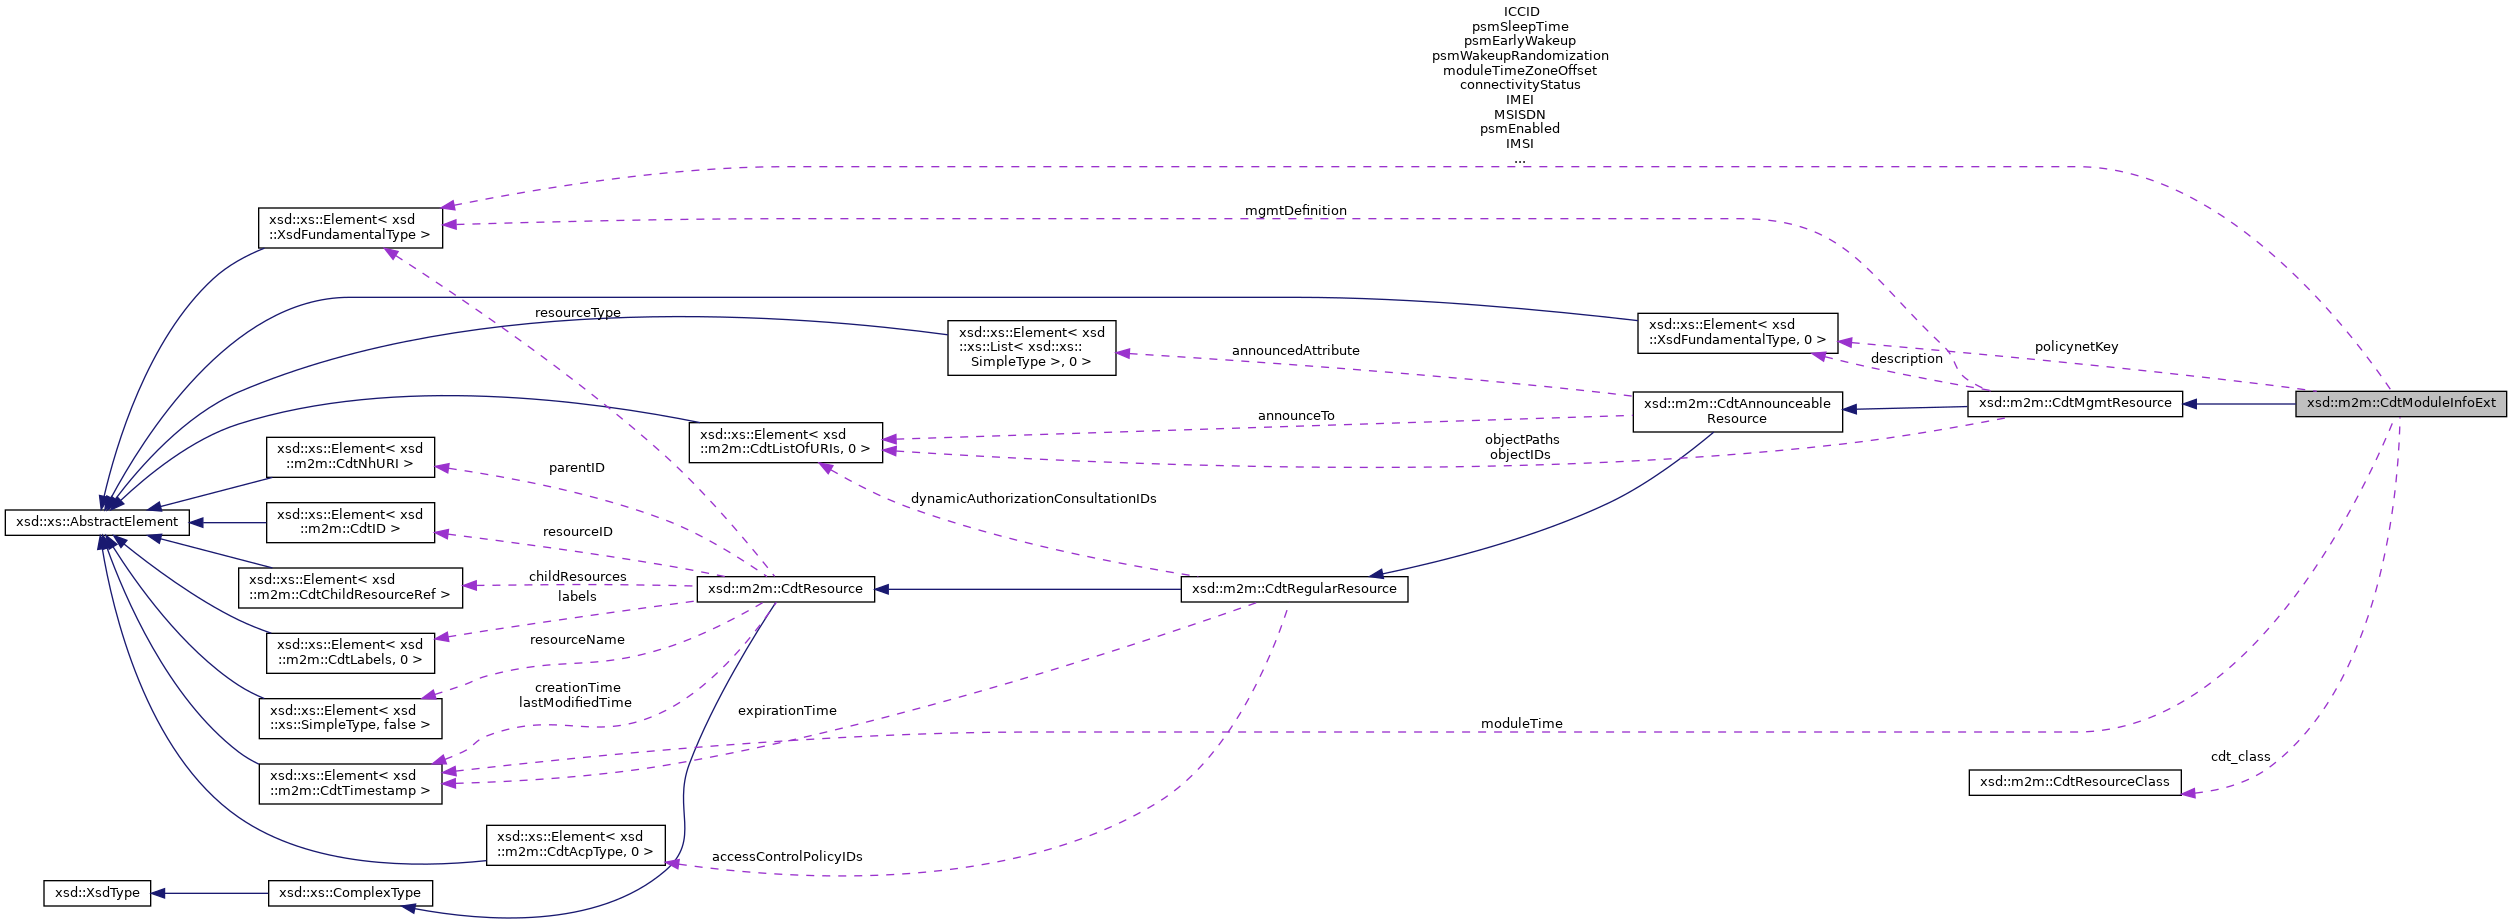 ICCID
psmSleepTime
psmEarlyWakeup
psmWakeupRandomization
moduleTimeZoneOffset
connectivityStatus
IMEI
MSISDN
psmEnabled
IMSI
...
xsd::xs::Element< xsd
::XsdFundamentalType >
mgmtDefinition
resourceType
xsd::xs::Element< xsd
::xs::List< xsd::xs::
SimpleType >, 0 >
announcedAttribute
xsd::xs::Element< xsd
::XsdFundamentalType, 0 >
policynetKey
description
xsd::m2m::CdtAnnounceable
Resource
xsd::m2m::CdtMgmtResource
xsd::m2m::CdtModuleInfoExt
announceTo
xsd::xs::Element< xsd
::m2m::CdtListOfURIs, 0 >
objectPaths
objectIDs
xsd::xs::Element< xsd
::m2m::CdtNhURI >
parentID
dynamicAuthorizationConsultationIDs
xsd::xs::AbstractElement
xsd::xs::Element< xsd
::m2m::CdtID >
resourceID
xsd::xs::Element< xsd
::m2m::CdtChildResourceRef >
childResources
labels
xsd::m2m::CdtResource
xsd::m2m::CdtRegularResource
xsd::xs::Element< xsd
::m2m::CdtLabels, 0 >
resourceName
xsd::xs::Element< xsd
::xs::SimpleType, false >
creationTime
lastModifiedTime
expirationTime
moduleTime
xsd::xs::Element< xsd
::m2m::CdtTimestamp >
cdt_class
xsd::m2m::CdtResourceClass
xsd::xs::Element< xsd
::m2m::CdtAcpType, 0 >
accessControlPolicyIDs
xsd::XsdType
xsd::xs::ComplexType